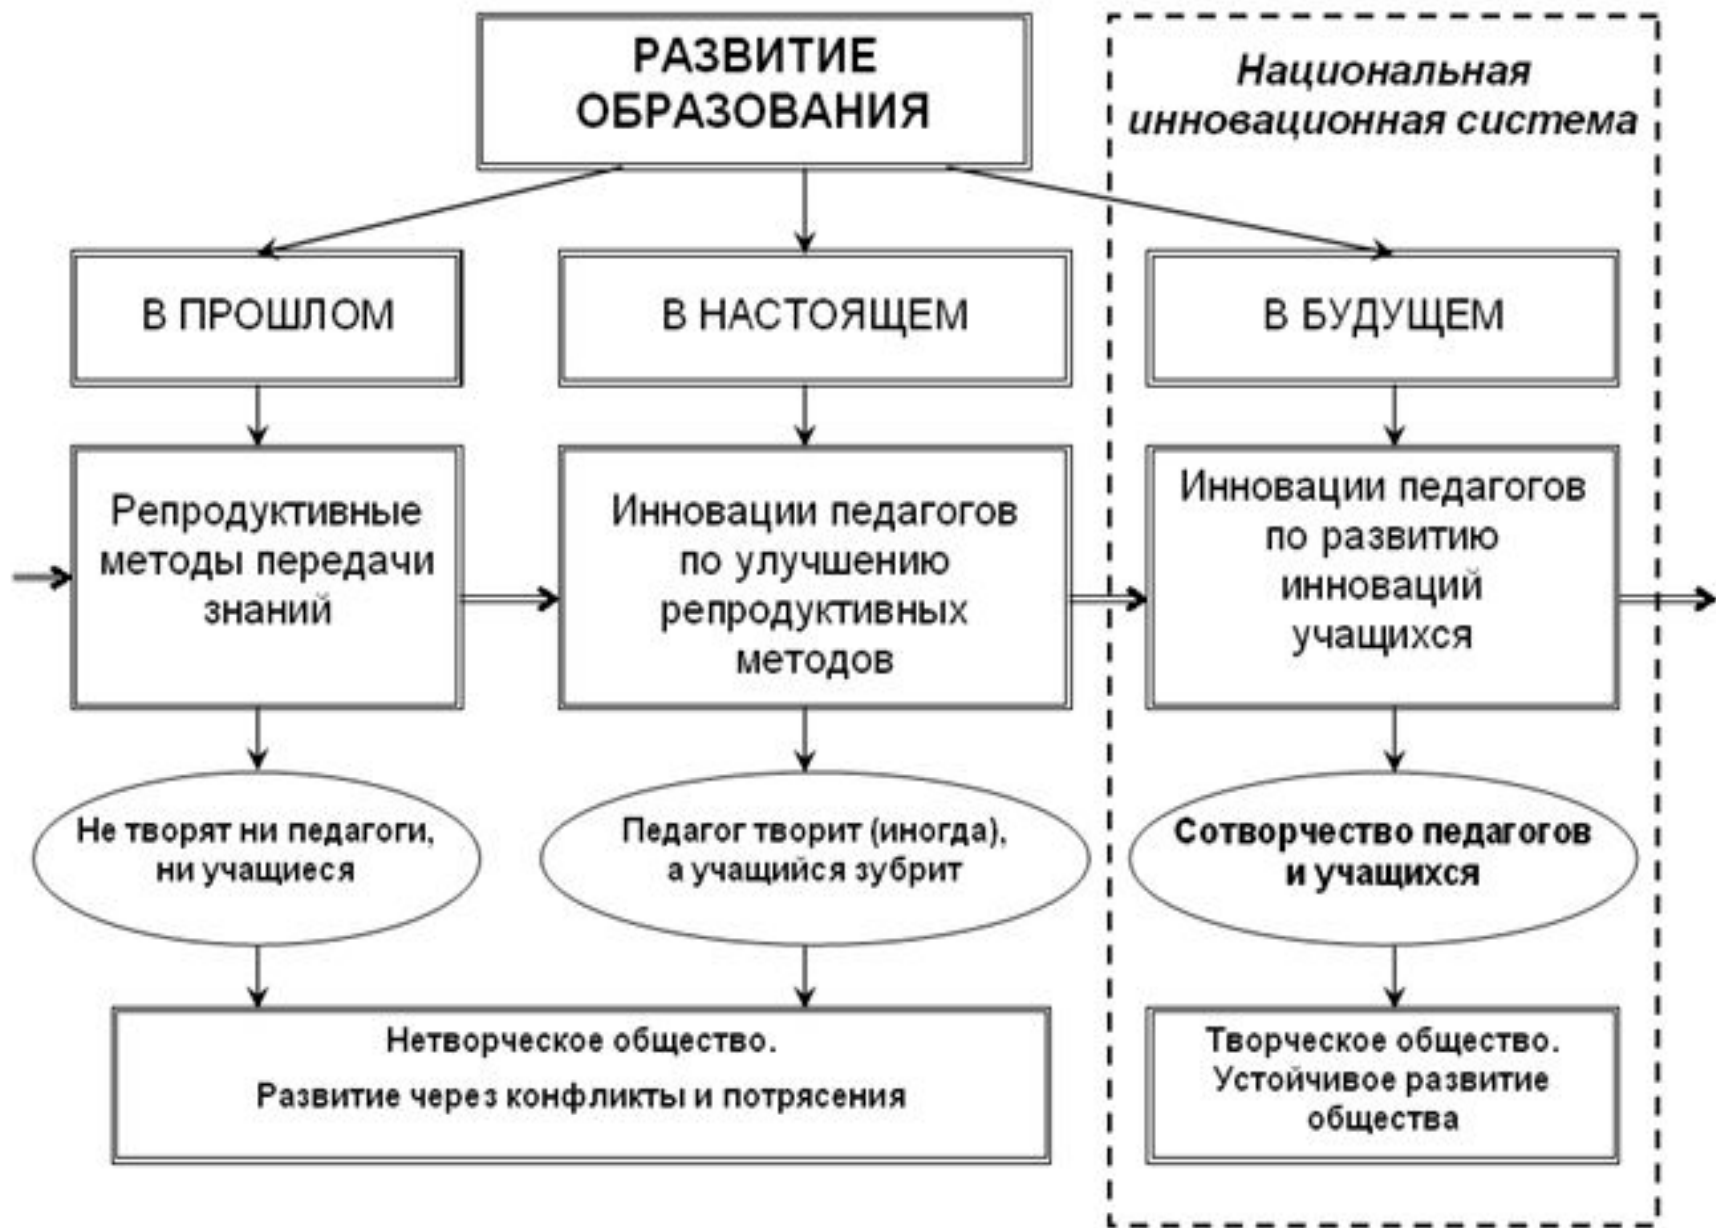 РАЗВИТИЕ
ОБРАЗОВАНИЯ
Национальная
инновационная система
В ПРОШЛОМ
В НАСТОЯЩЕМ
В БУДУЩЕМ
Репродуктивные
методы передачи
знаний
Инновации педагогов
по улучшению
репродуктивных
методов
Инновации педагогов
по развитию
инноваций
учащихся
Не творят ни педагоги,
ни учащиеся
Педагог творит (иногда),
а учащийся зубрит
Сотворчество педагогов
и учащихся
Нетворческое общество.
Развитие через конфликты и потрясения
Творческое общество.
Устойчивое развитие
общества